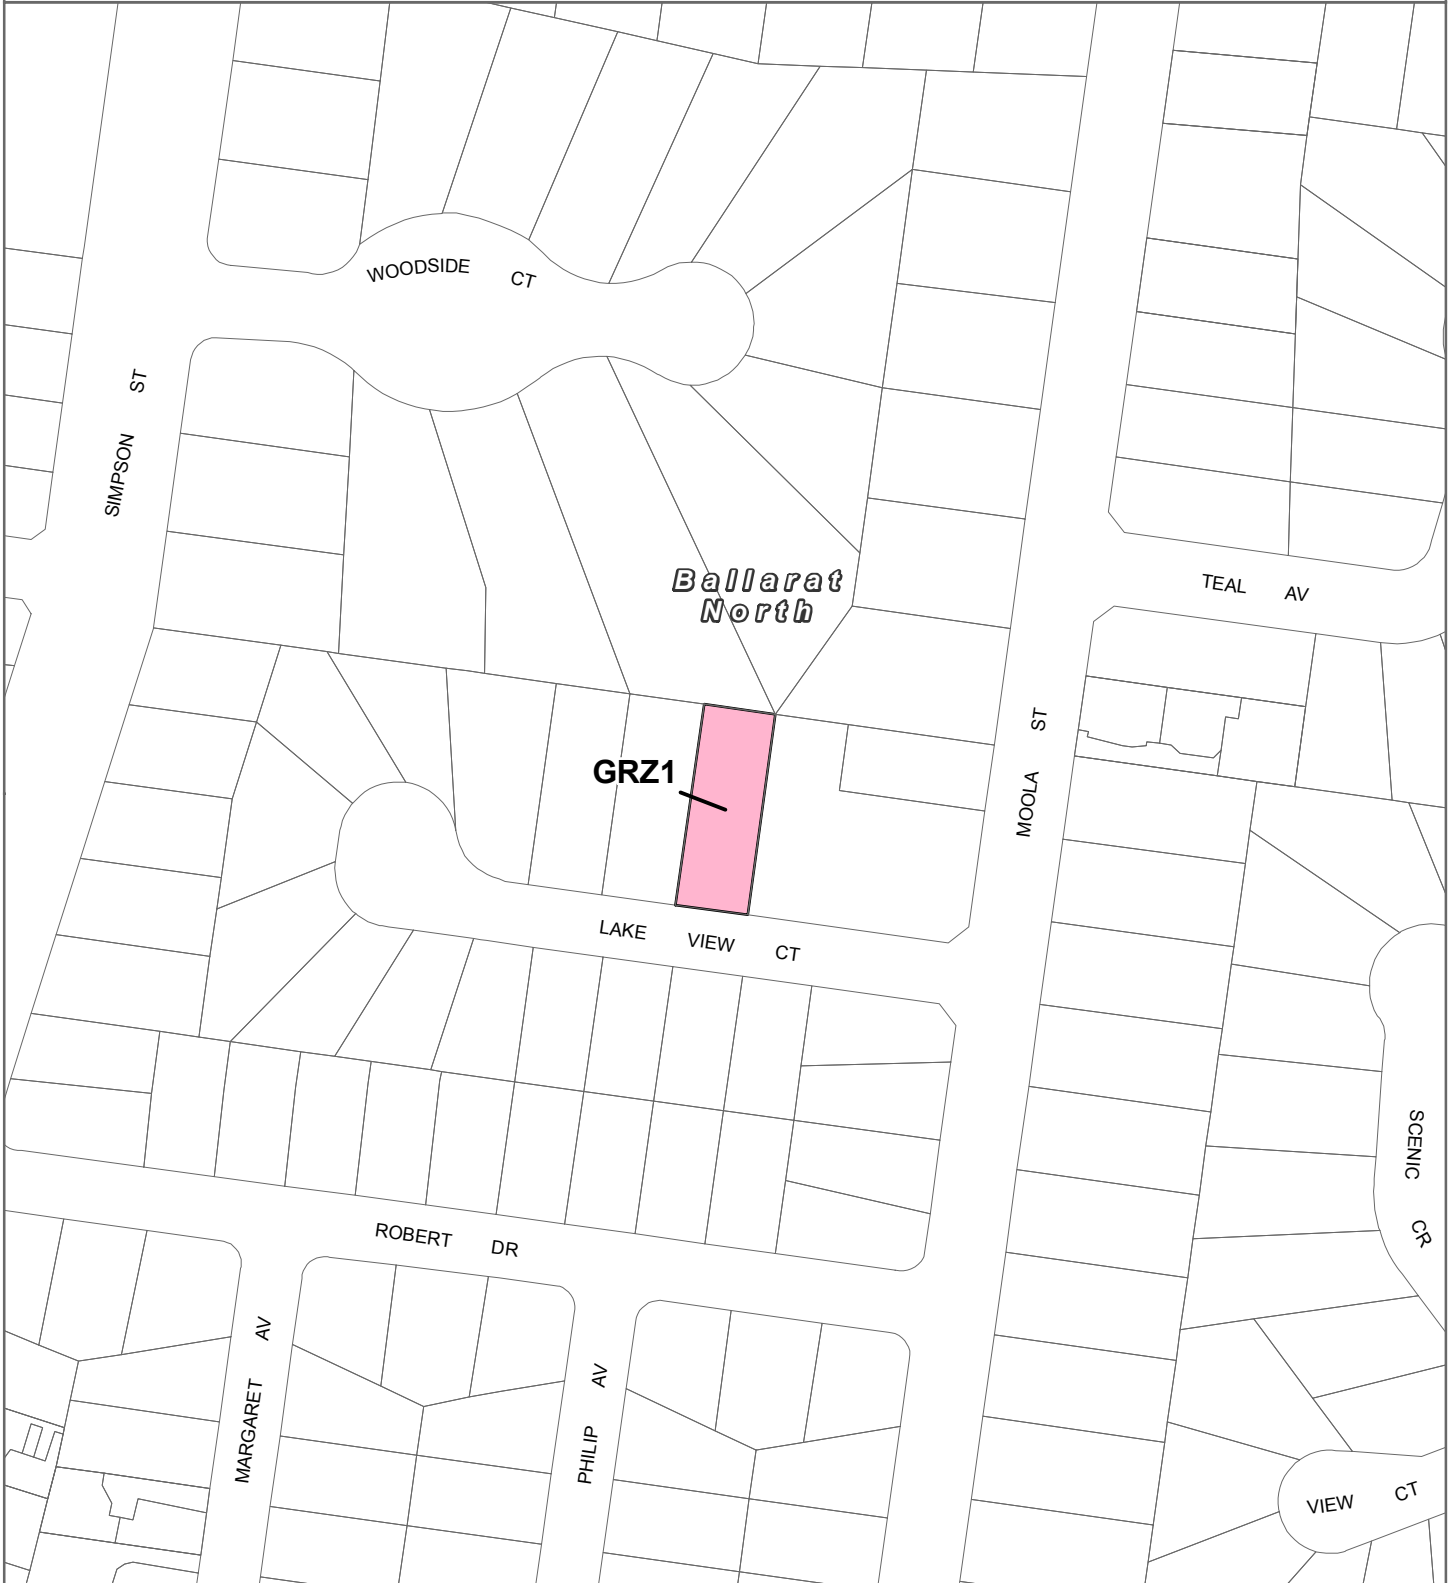 WOODSIDE CT
SIMPSON ST
Ballarat
North
TEAL AV
GRZ1
MOOLA ST
LAKE VIEW CT
SCENIC CR
ROBERT DR
MARGARET AV
PHILIP AV
VIEW CT